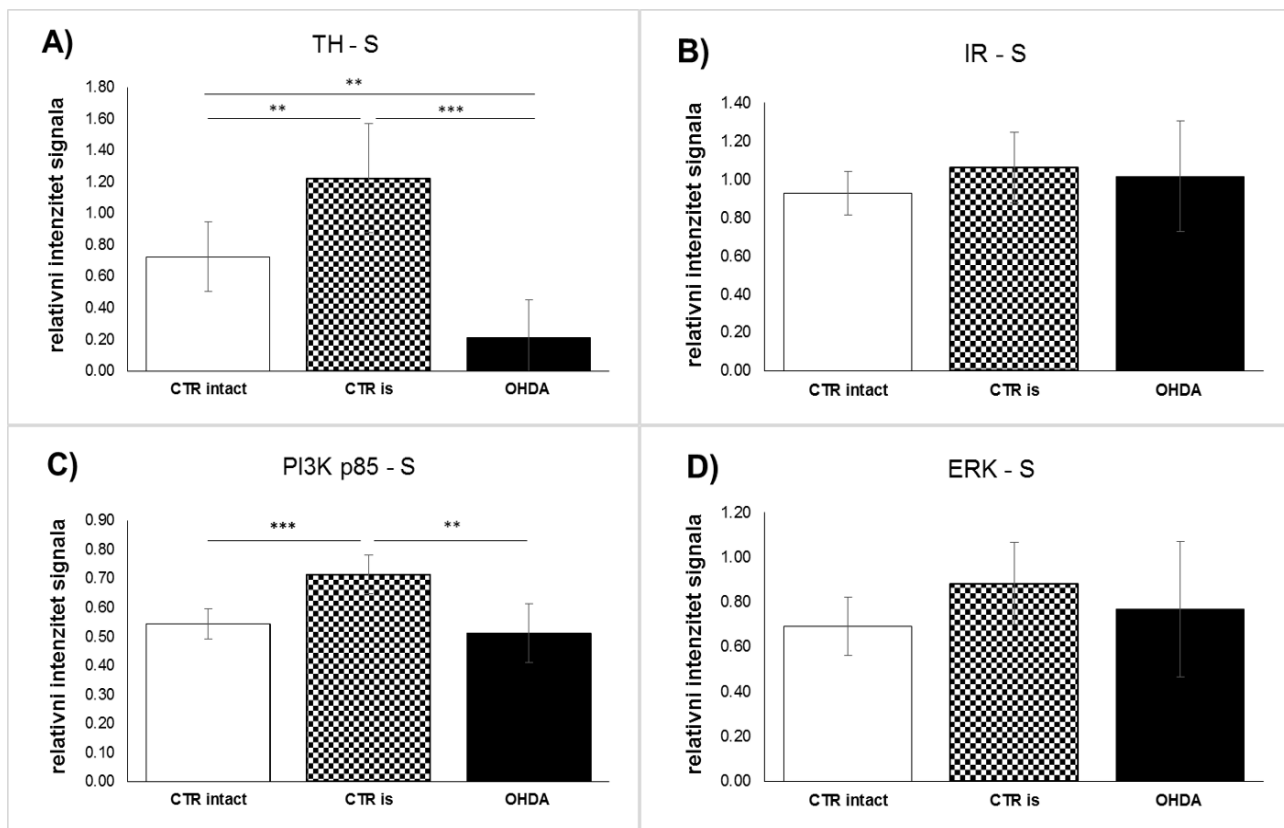 A)
TH - S
relativni intenzitet signala
1.80
1.60
1.40
1.20
1.00
0.80
0.60
0.40
0.20
0.00
**
** ***
CTR intact CTR is OHDA
B)
IR - S
relativni intenzitet signala
1.40
1.20
1.00
0.80
0.60
0.40
0.20
0.00
CTR intact CTR is OHDA
C)
PI3K p85 - S
relativni intenzitet signala
0.90
0.80
0.70
0.60
0.50
0.40
0.30
0.20
0.10
0.00
*** **
CTR intact CTR is OHDA
D)
ERK - S
relativni intenzitet signala
1.20
1.00
0.80
0.60
0.40
0.20
0.00
CTR intact CTR is OHDA